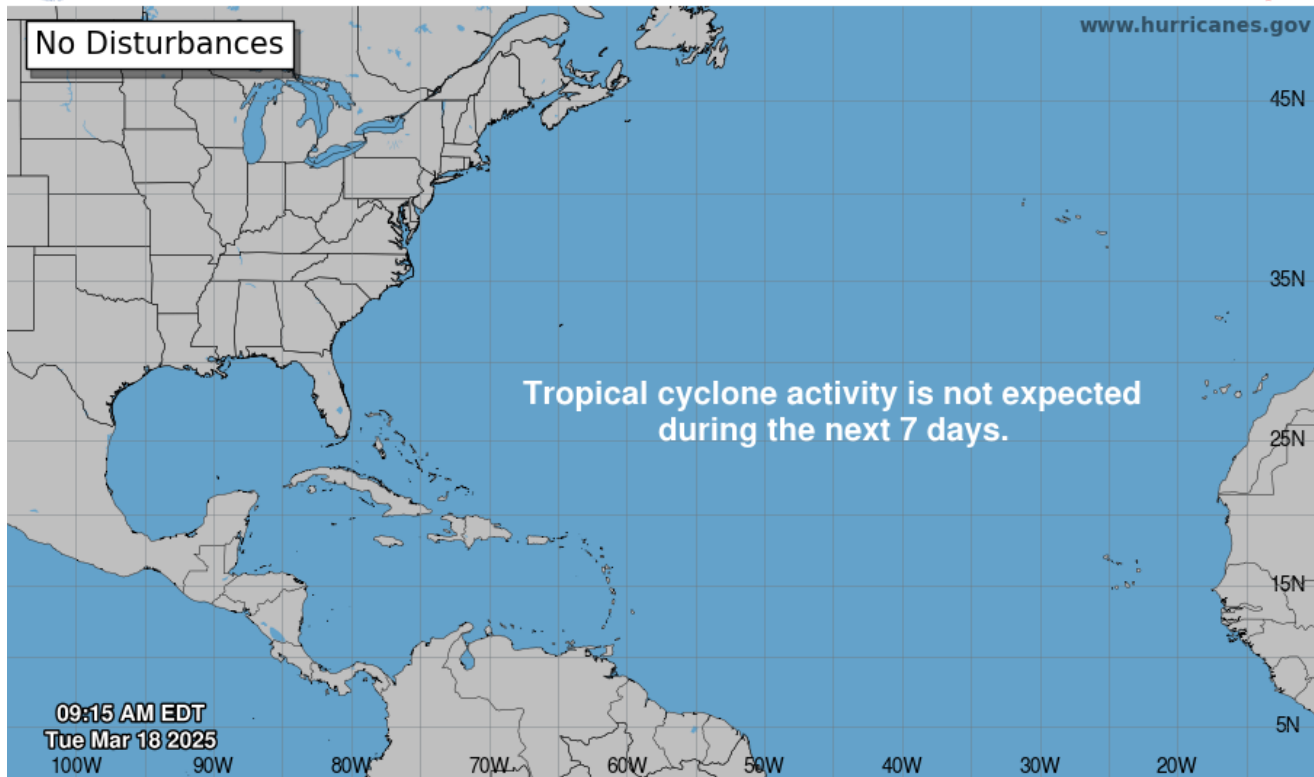 No Disturbances
www.hurricanes.gov
45N
35N
Tropical cyclone activity is not expected
during the next 7 days.
25N
15N
5N
09:15 AM EDT
Tue Mar 18 2025
100W 90W 80W 70W 60W 50W 40W 30W 20W